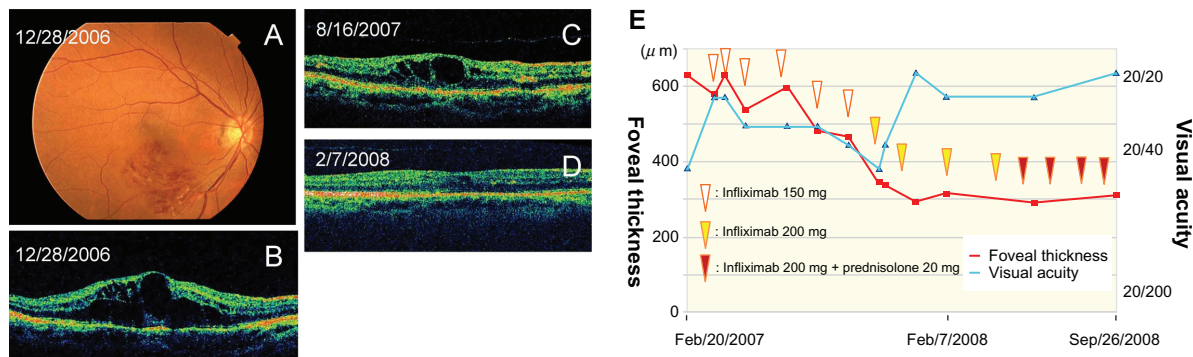 12/28/2006
A
12/28/2006
B
8/16/2007
C
2/7/2008
D
E
(μm)
600
400
200
0
Foveal thickness
20/20
20/40
20/200
Visual acuity
: Infliximab 150 mg
: Infliximab 200 mg
: Infliximab 200 mg + prednisolone 20 mg
Foveal thickness
Visual acuity
Feb/20/2007
Feb/7/2008
Sep/26/2008